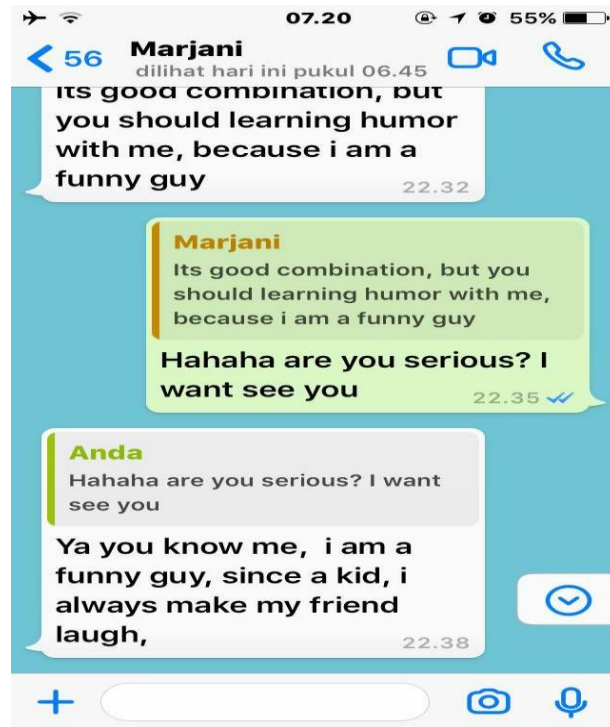 07.20 55%
56 Marjani
dilihat hari ini pukul 06.45
Its good combination, but
you should learning humor
with me, because i am a
funny guy
22.32
Marjani
Its good combination, but you
should learning humor with me,
because i am a funny guy
Hahaha are you serious? I
want see you
22.35
Anda
Hahaha are you serious? I want
see you
Ya you know me, i am a
funny guy, since a kid, i
always make my friend
laugh,
22.38